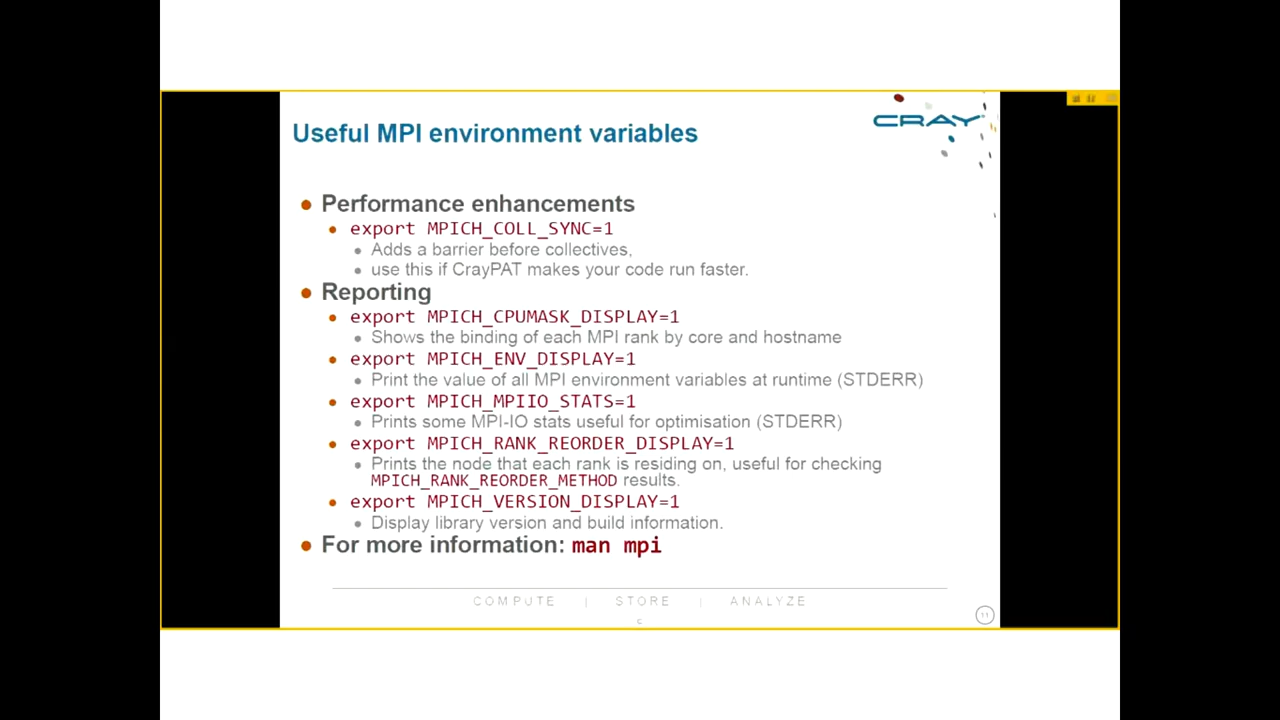 CRAY
Useful MPI environment variables
Performance enhancements
export MPICH_COLL_SYNC=1
Adds a barrier before collectives,
use this if CrayPAT makes your code run faster.
Reporting
export MPICH_CPUMASK_DISPLAY=1
Shows the binding of each MPI rank by core and hostname
export MPICH_ENV_DISPLAY=1
Print the value of all MPI environment variables at runtime (STDERR)
export MPICH_MPIIO_STATS=1
Prints some MPI-IO stats useful for optimisation (STDERR)
export MPICH_RANK_REORDER_DISPLAY=1
Prints the node that each rank is residing on, useful for checking
MPICH_RANK_REORDER_METHOD results.
export MPICH_VERSION_DISPLAY=1
Display library version and build information.
For more information: man mpi
COMPUTE | STORE | ANALYZE
C
11